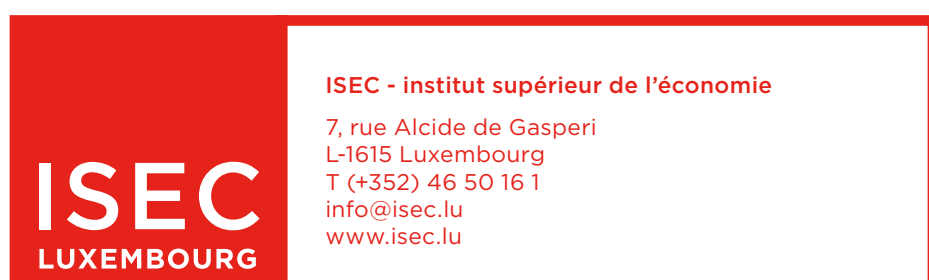 ISEC
LUXEMBOURG
ISEC - institut supérieur de l’économie
7, rue Alcide de Gasperi
L-1615 Luxembourg
T (+352) 46 50 16 1
info@isec.lu
www.isec.lu